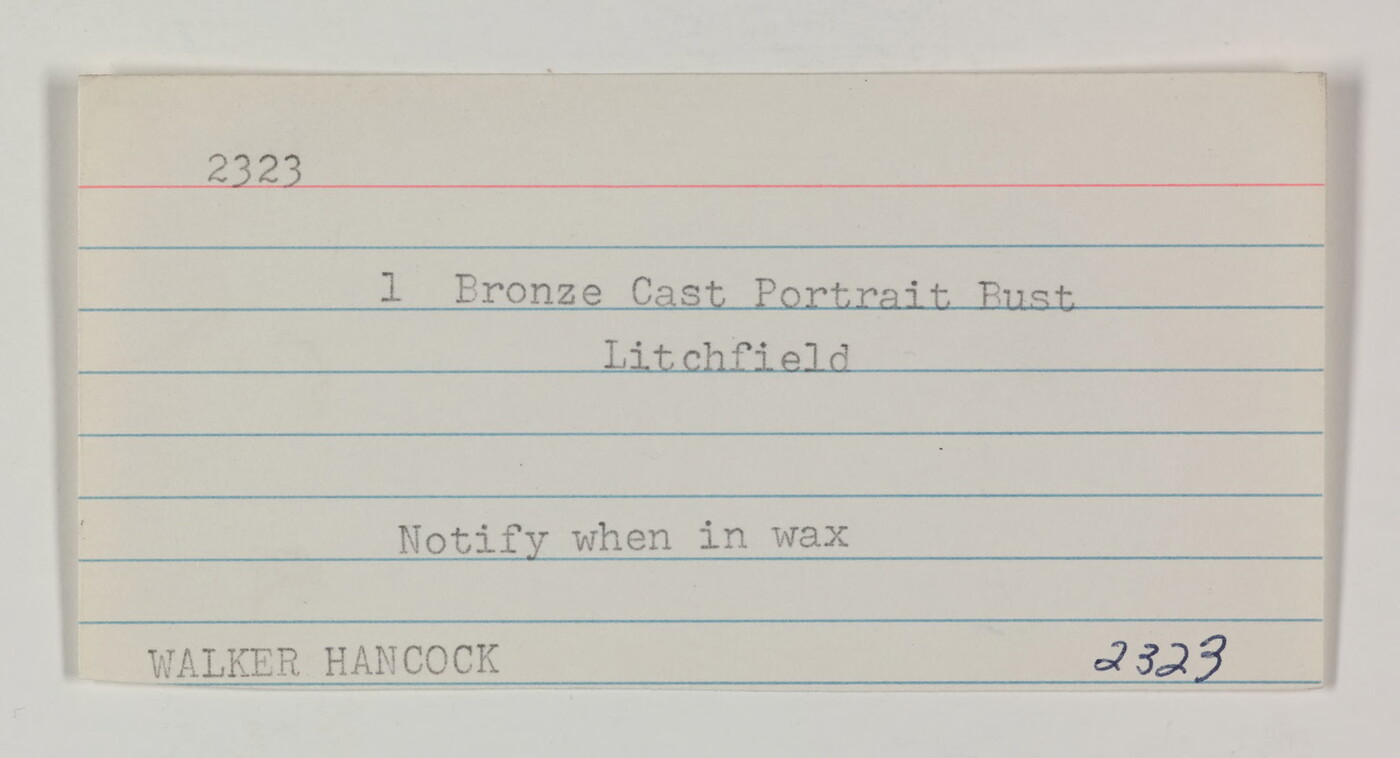 2323
1 Bronze Cast Portrait Bust
Litchfield
Notify when in wax
WALKER HANCOCK 2323